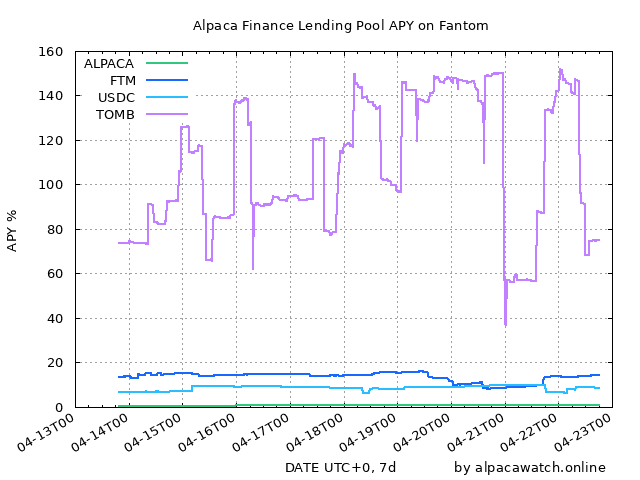 Alpaca Finance Lending Pool APY on Fantom
160
140
120
100
80
60
40
20
0
APY %
ALPACA
FTM
USDC
TOMB
04-13T00
04-14T00
04-15T00
04-16T00
04-17T00
04-18T00
04-19T00
04-20T00
04-21T00
04-22T00
04-23T00
DATE UTC+0, 7d
by alpacawatch.online